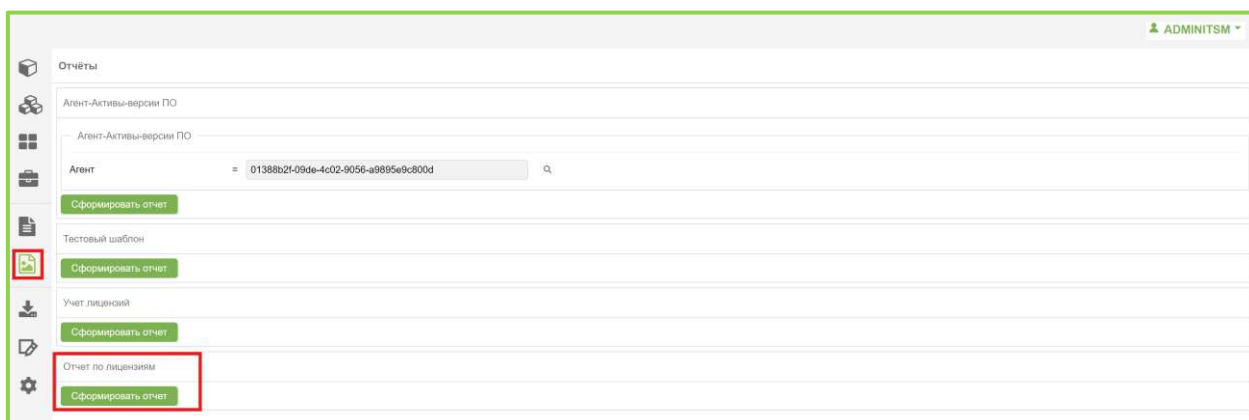 ADMINITSM
Отчёты
Агент-Активы-версии ПО
Агент-Активы-версии ПО
Агент = 01388b2f-09de-4c02-9056-a9895e9c800d
Сформировать отчет
Тестовый шаблон
Сформировать отчет
Учет лицензий
Сформировать отчет
Отчет по лицензиям
Сформировать отчет